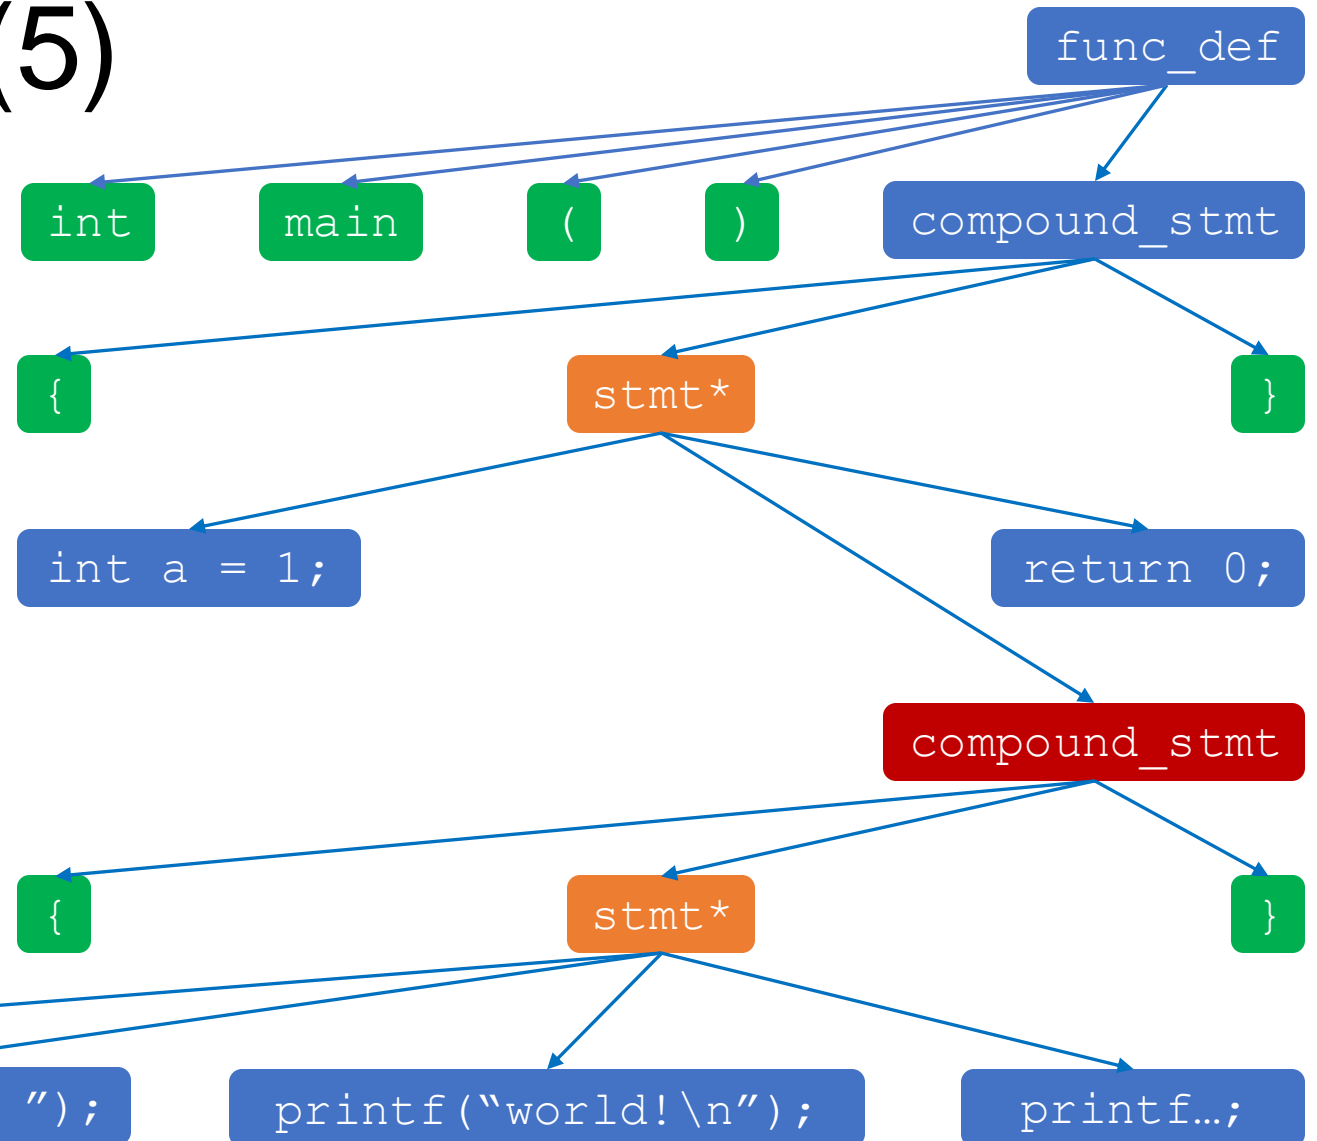 (5)
func_def
int main ( ) compound_stmt
{ stmt* }
int a = 1; return 0;
compound_stmt
{ stmt* }
”); printf(“world!\n”); printf…;